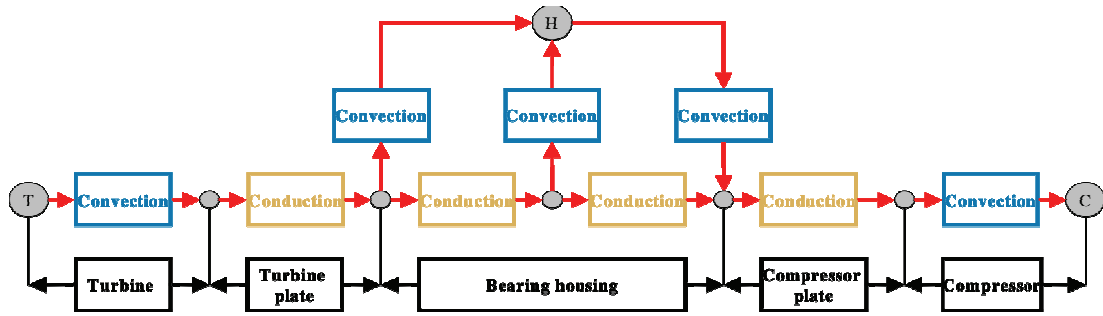 H
Convection
Convection
Convection
T
Convection
Conduction
Conduction
Conduction
Conduction
Convection
C
Turbine
Turbine
plate
Bearing housing
Compressor
plate
Compressor